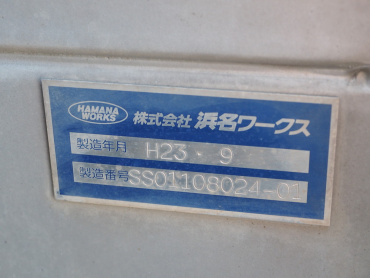 HAMANA
WORKS
株式会社 浜名ワークス
製造年月 H23・9
製造番号 SS01108024-01